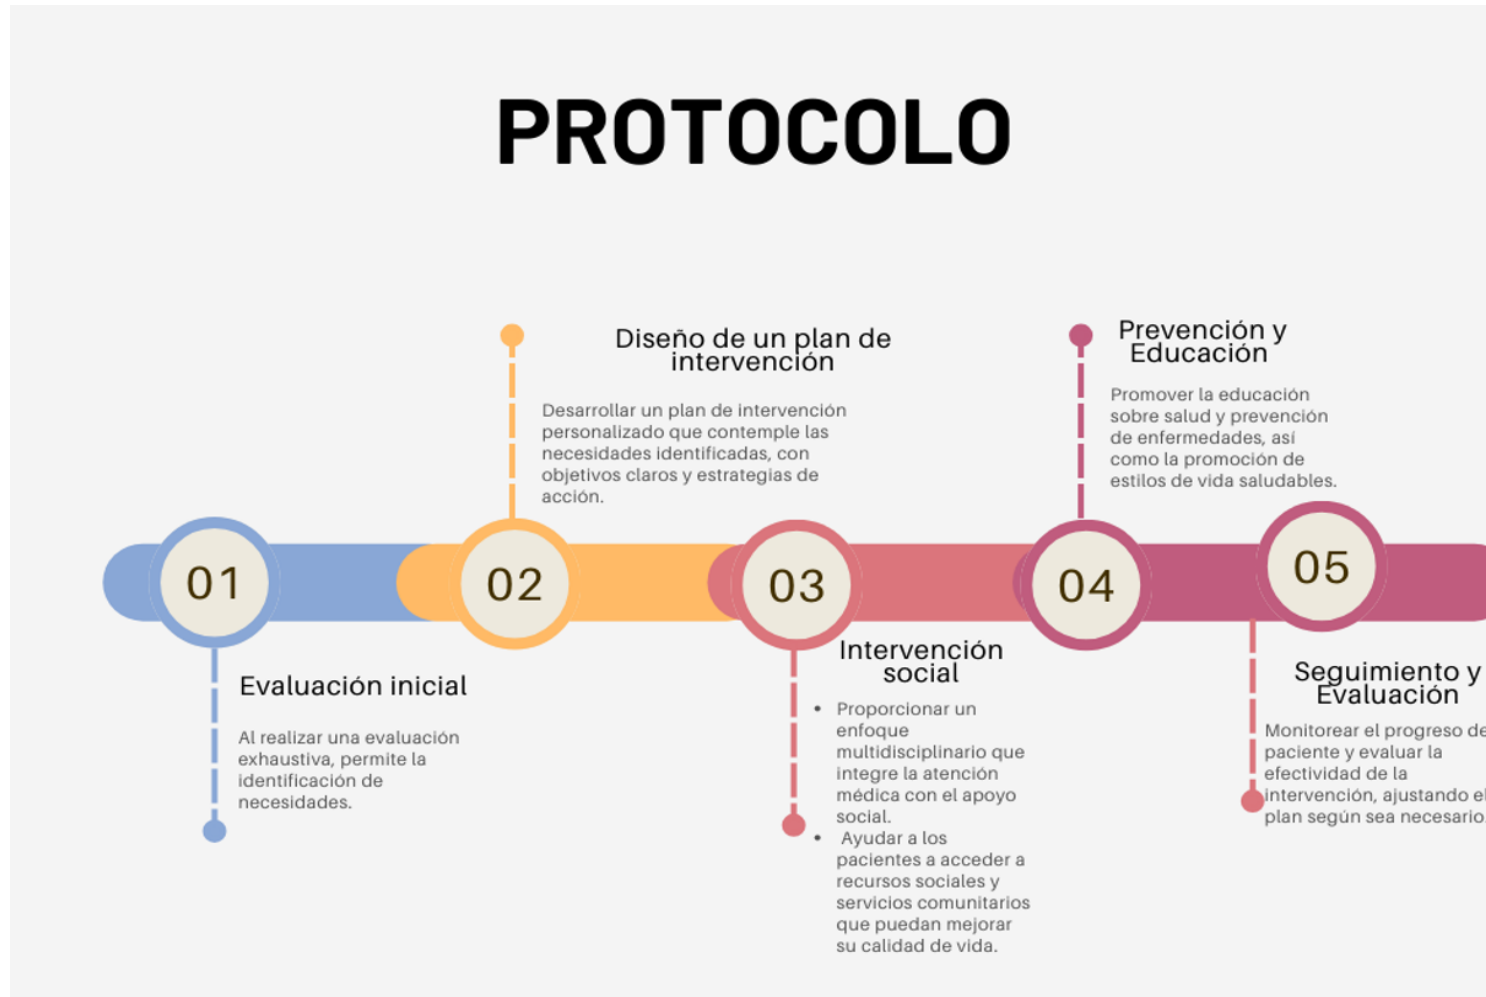 PROTOCOLO
01
Evaluación inicial
Al realizar una evaluación
exhaustiva, permite la
identificación de
necesidades.
02
Diseño de un plan de
intervención
Desarrollar un plan de intervención
personalizado que contemple las
necesidades identificadas, con
objetivos claros y estrategias de
acción.
03
Intervención
social
• Proporcionar un
enfoque
multidisciplinario que
integre la atención
médica con el apoyo
social.
• Ayudar a los
pacientes a acceder a
recursos sociales y
servicios comunitarios
que puedan mejorar
su calidad de vida.
04
Prevención y
Educación
Promover la educación
sobre salud y prevención
de enfermedades, así
como la promoción de
estilos de vida saludables.
05
Seguimiento y
Evaluación
Monitorear el progreso de
paciente y evaluar la
efectividad de la
intervención, ajustando el
plan según sea necesario.